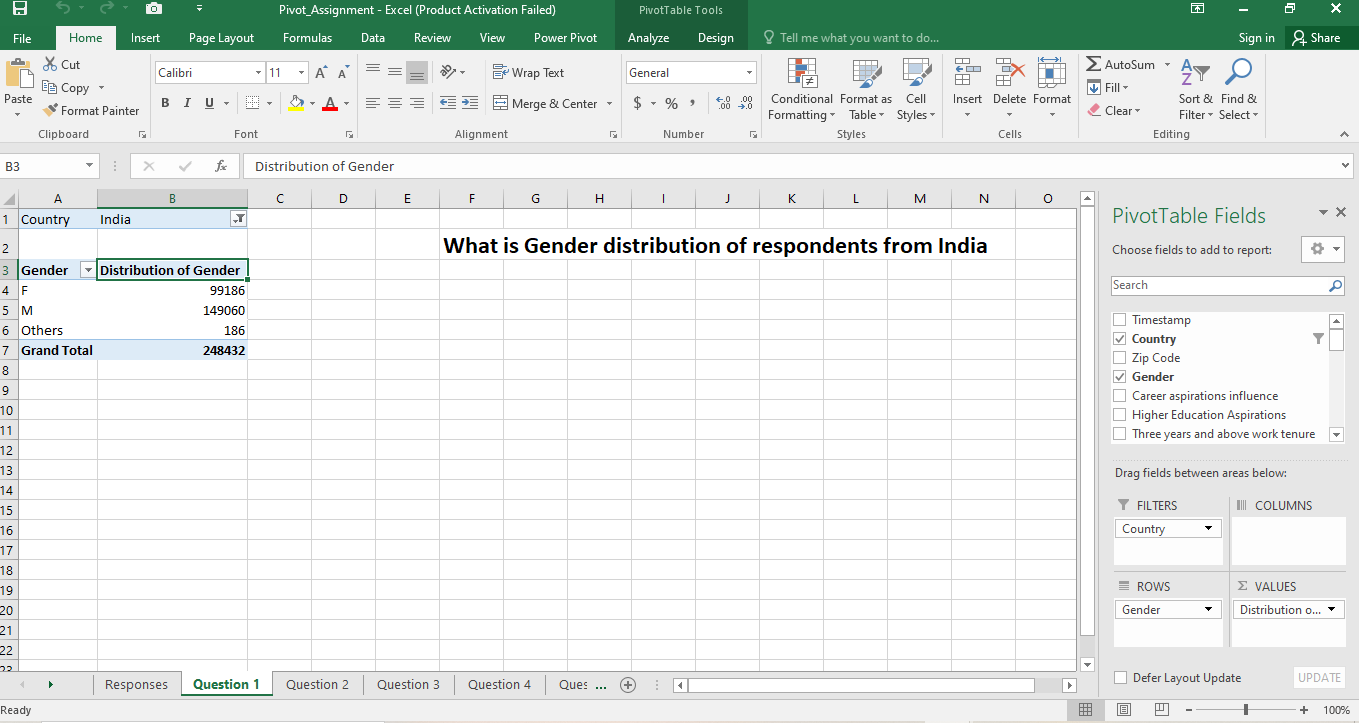 Pivot_Assignment - Excel (Product Activation Failed)
PivotTable Tools
File Home Insert Page Layout Formulas Data Review View Power Pivot Analyze Design Tell me what you want to do... Sign in Share
Paste
Cut
Copy
Format Painter
Calibri 11
B I U A
Wrap Text
Merge & Center
General
$ % ,
Conditional Formatting
Format as Table
Cell Styles
Insert Delete Format
AutoSum
Fill
Clear
Sort & Filter
Find & Select
Clipboard Font Alignment Number Styles Cells Editing
B3 fx Distribution of Gender
A B C D E F G H I J K L M N O
1 Country India
2 What is Gender distribution of respondents from India
3 Gender Distribution of Gender
4 F 99186
5 M 149060
6 Others 186
7 Grand Total 248432
8
9
10
11
12
13
14
15
16
17
18
19
20
21
22
23
PivotTable Fields
Choose fields to add to report:
Search
Timestamp
Country
Zip Code
Gender
Career aspirations influence
Higher Education Aspirations
Three years and above work tenure
Drag fields between areas below:
FILTERS COLUMNS
Country
ROWS Σ VALUES
Gender Distribution o...
Defer Layout Update UPDATE
Responses Question 1 Question 2 Question 3 Question 4 Ques ...
Ready 100%